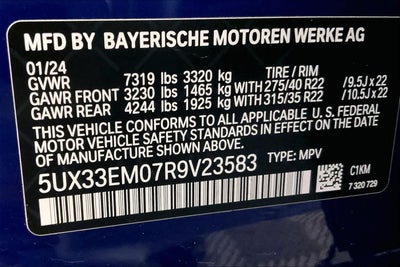 MFD BY BAYERISCHE MOTOREN WERKE AG
01/24 TIRE / RIM
GVWR 7319 lbs 3320 kg
GAWR FRONT 3230 lbs 1465 kg WITH 275/40 R22 /9.5J x 22
GAWR REAR 4244 lbs 1925 kg WITH 315/35 R22 /10.5J x 22
THIS VEHICLE CONFORMS TO ALL APPLICABLE U. S. FEDERAL
MOTOR VEHICLE SAFETY STANDARDS IN EFFECT ON THE DATE
OF MANUFACTURE SHOWN ABOVE.
5UX33EM07R9V23583 TYPE: MPV
C1KM
7 320 729